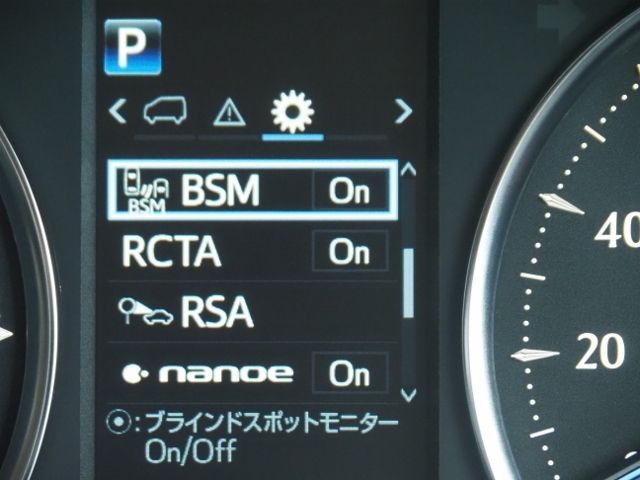 P
BSM BSM On
RCTA On
RSA
nanoe On
⦿:ブラインドスポットモニター
On/Off
40
20